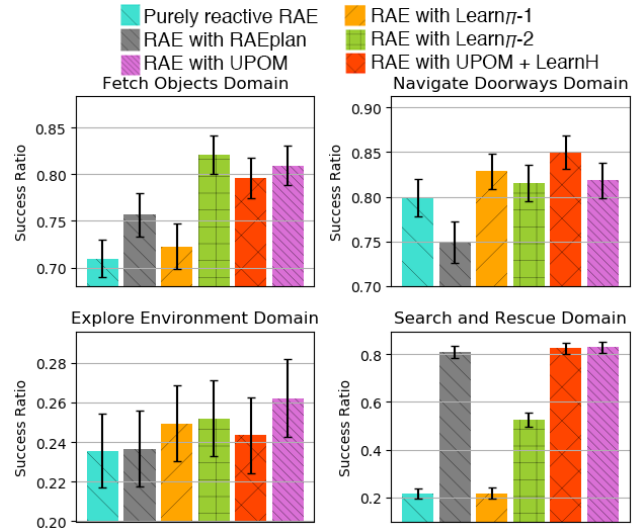 Purely reactive RAE
RAE with RAEplan
RAE with UPOM
RAE with Learnπ-1
RAE with Learnπ-2
RAE with UPOM + LearnH
Fetch Objects Domain
Success Ratio
0.85
0.80
0.75
0.70
Navigate Doorways Domain
Success Ratio
0.90
0.85
0.80
0.75
0.70
Explore Environment Domain
Success Ratio
0.28
0.26
0.24
0.22
0.20
Search and Rescue Domain
Success Ratio
0.8
0.6
0.4
0.2